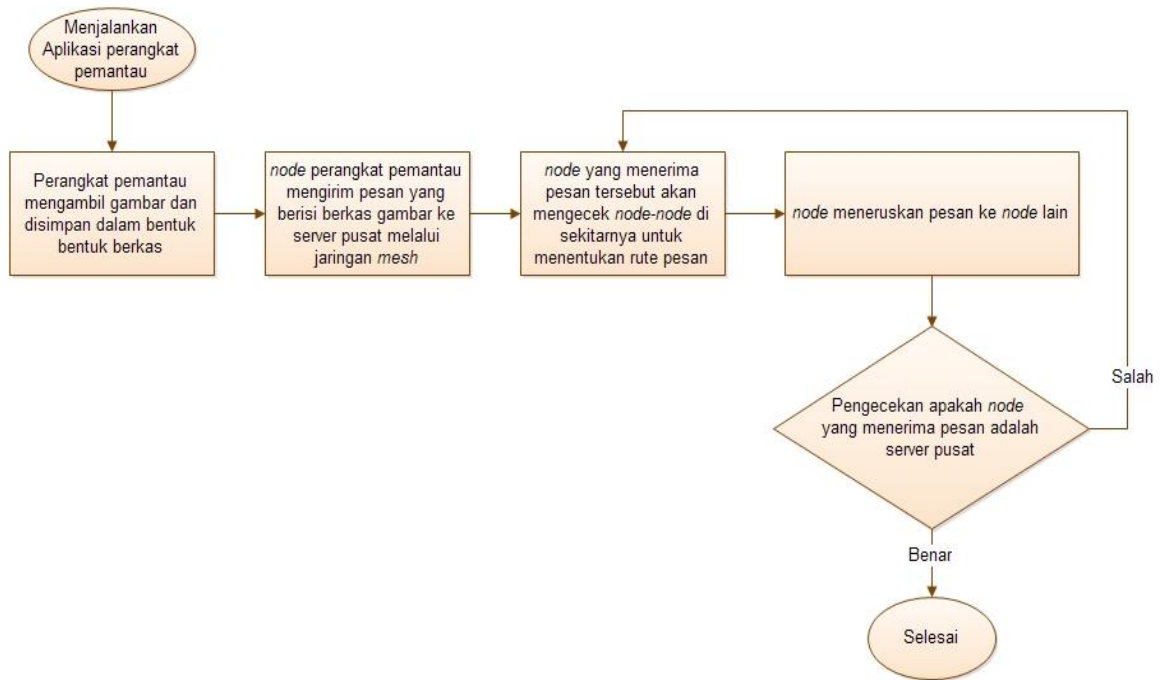 Menjalankan
Aplikasi perangkat
pemantau
Perangkat pemantau
mengambil gambar dan
disimpan dalam bentuk
bentuk berkas
node perangkat pemantau
mengirim pesan yang
berisi berkas gambar ke
server pusat melalui
jaringan mesh
node yang menerima
pesan tersebut akan
mengecek node-node di
sekitarnya untuk
menentukan rute pesan
node meneruskan pesan ke node lain
Pengecekan apakah node
yang menerima pesan adalah
server pusat
Salah
Benar
Selesai